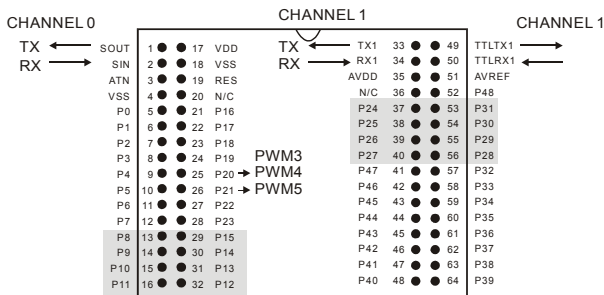 CHANNEL 0 CHANNEL 1 CHANNEL 1
TX SOUT 1 17 VDD TX TX1 33 49 TTLTX1
RX SIN 2 18 VSS RX RX1 34 50 TTLRX1
ATN 3 19 RES AVDD 35 51 AVREF
VSS 4 20 N/C N/C 36 52 P48
P0 5 21 P16 P24 37 53 P31
P1 6 22 P17 P25 38 54 P30
P2 7 23 P18 P26 39 55 P29
P3 8 24 P19 PWM3 P27 40 56 P28
P4 9 25 P20 PWM4 P47 41 57 P32
P5 10 26 P21 PWM5 P46 42 58 P33
P6 11 27 P22 P45 43 59 P34
P7 12 28 P23 P44 44 60 P35
P8 13 29 P15 P43 45 61 P36
P9 14 30 P14 P42 46 62 P37
P10 15 31 P13 P41 47 63 P38
P11 16 32 P12 P40 48 64 P39